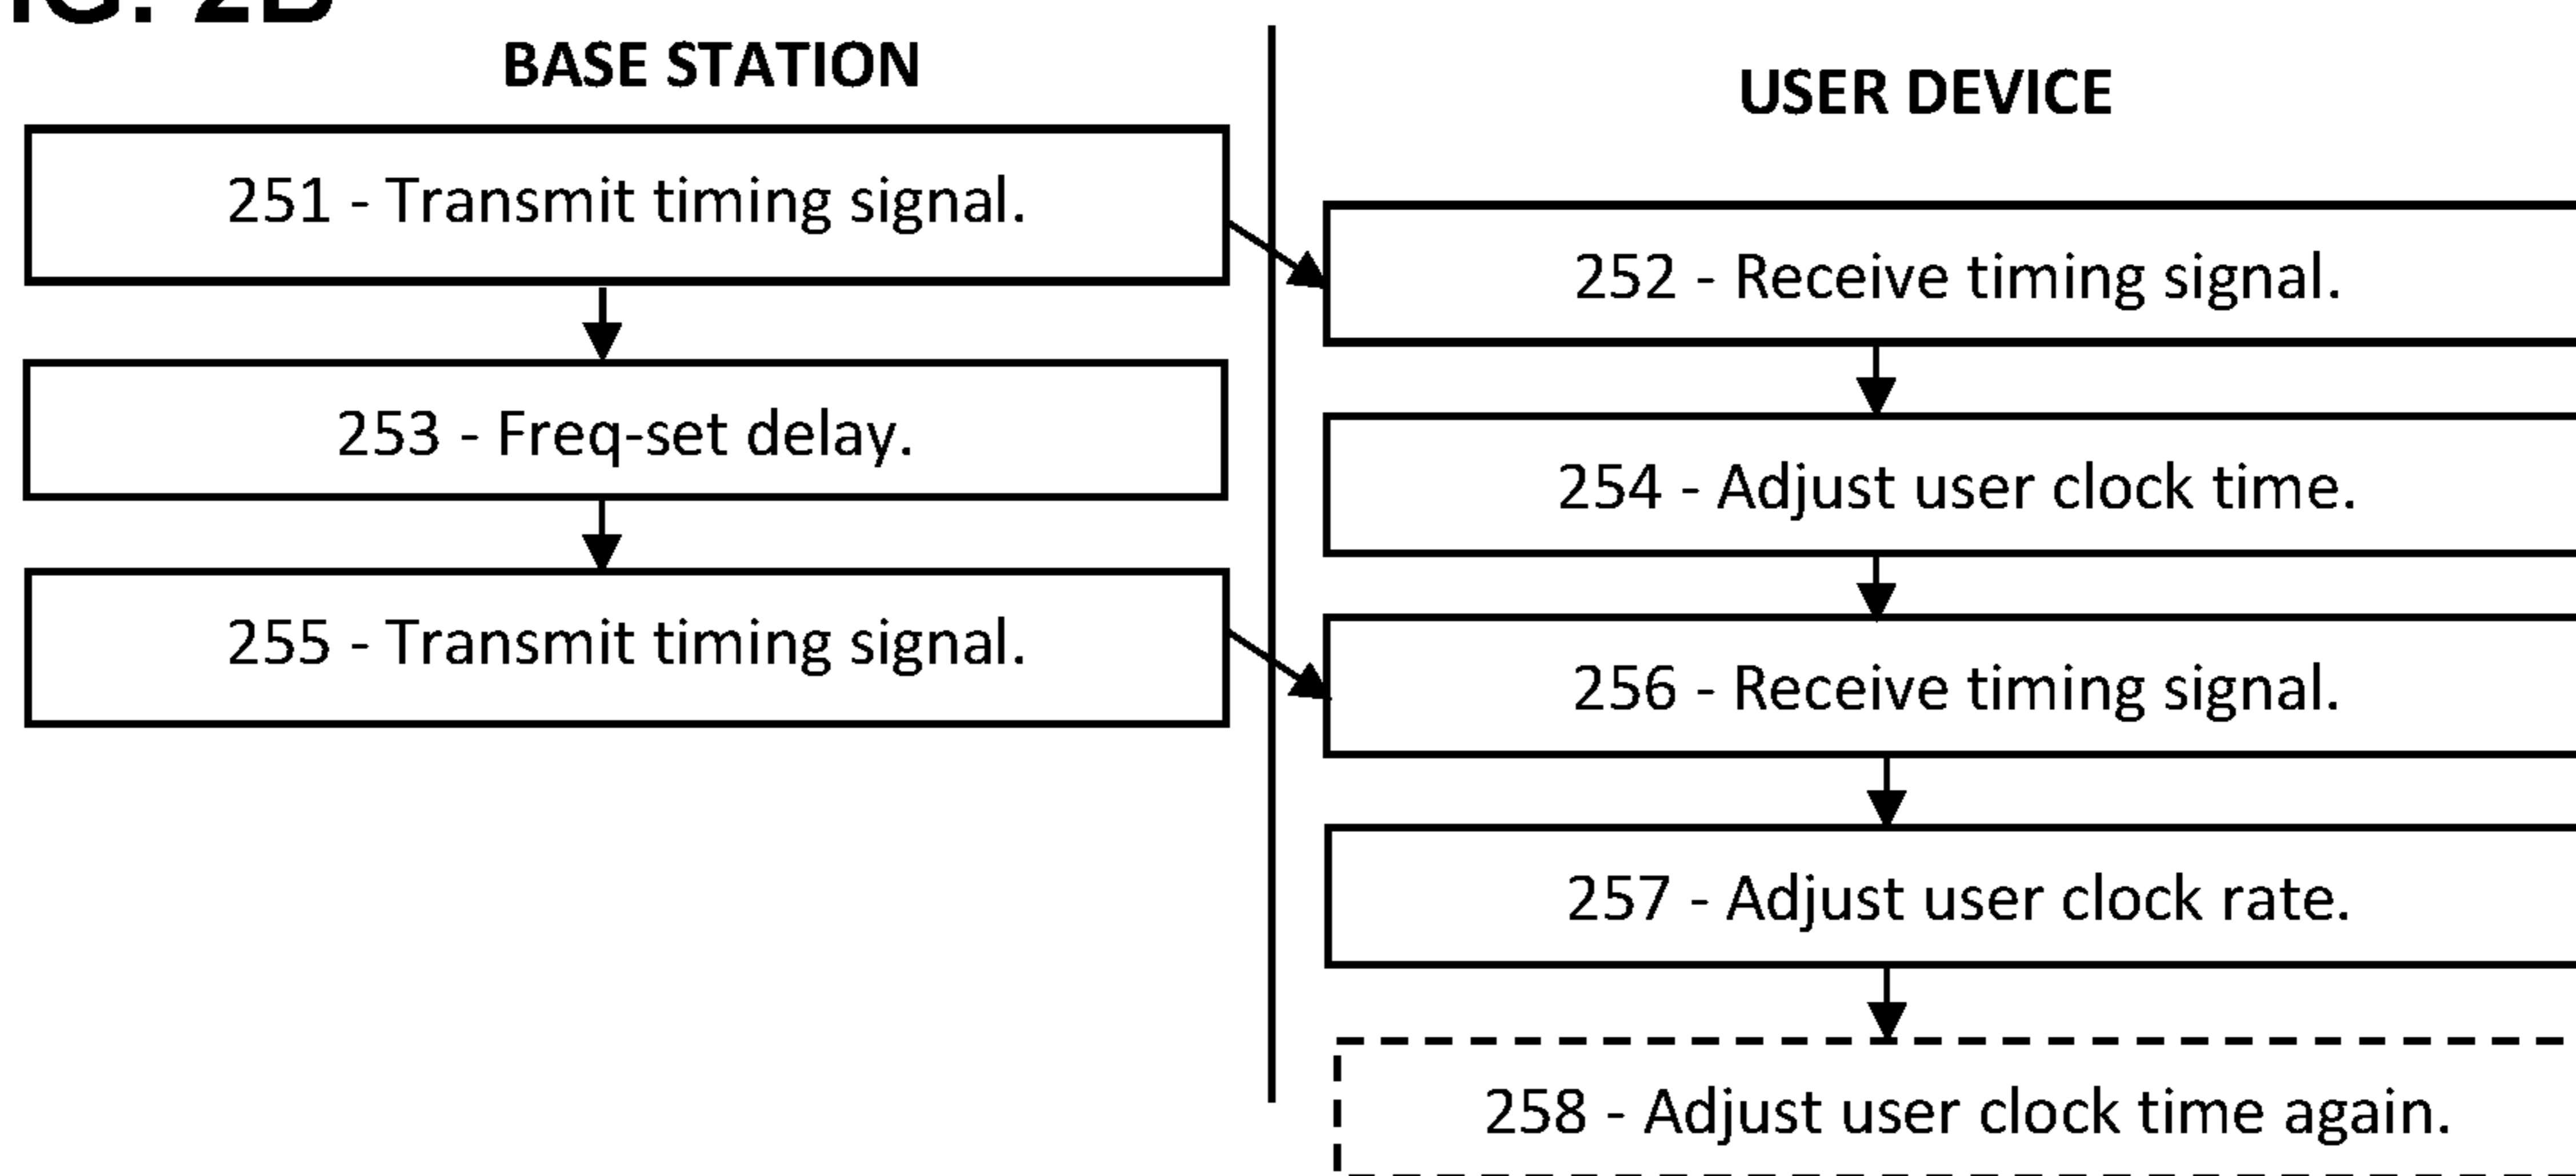 FIG. 2B
BASE STATION
USER DEVICE
251 - Transmit timing signal.
252 - Receive timing signal.
253 - Freq-set delay.
254 - Adjust user clock time.
255 - Transmit timing signal.
256 - Receive timing signal.
257 - Adjust user clock rate.
258 - Adjust user clock time again.